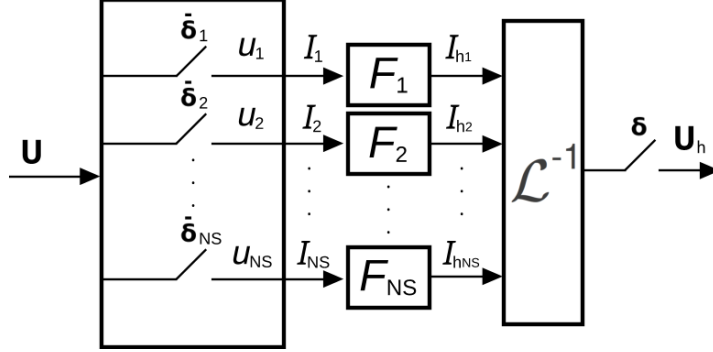 U
δ̄1 u1 I1 F1 Ih1
δ̄2 u2 I2 F2 Ih2
δ̄NS uNS INS FNS IhNS
ℒ-1
δ Uh